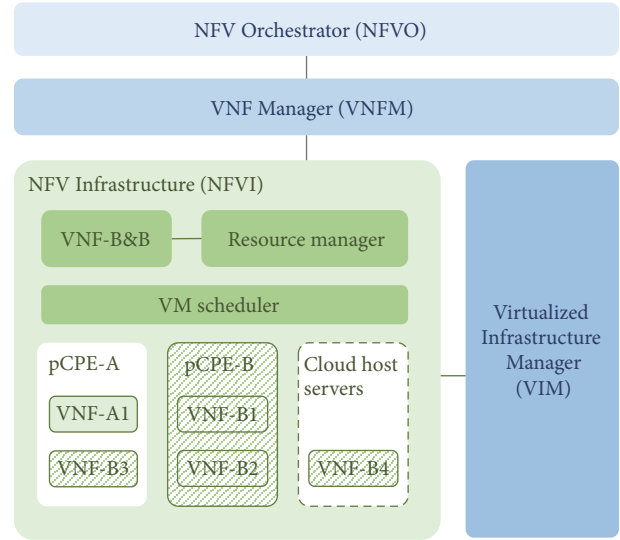 NFV Orchestrator (NFVO)
VNF Manager (VNFM)
NFV Infrastructure (NFVI)
VNF-B&B
Resource manager
VM scheduler
pCPE-A
VNF-A1
VNF-B3
pCPE-B
VNF-B1
VNF-B2
Cloud host
servers
VNF-B4
Virtualized
Infrastructure
Manager
(VIM)